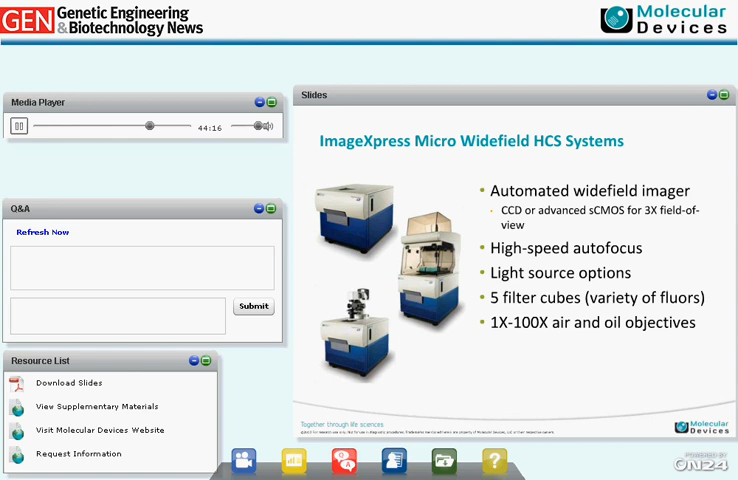 GEN Genetic Engineering
& Biotechnology News
Molecular
Devices
Media Player
44:16
Q&A
Refresh Now
Submit
Resource List
Download Slides
View Supplementary Materials
Visit Molecular Devices Website
Request Information
Slides
ImageXpress Micro Widefield HCS Systems
• Automated widefield imager
• CCD or advanced sCMOS for 3X field-of-
view
• High-speed autofocus
• Light source options
• 5 filter cubes (variety of fluors)
• 1X-100X air and oil objectives
Together through life sciences
Molecular
Devices
Q
A
?
POWERED BY
ON24